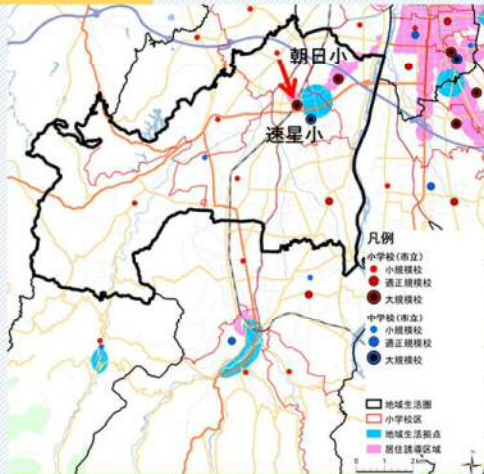 朝日小
速星小
凡例
小学校(市立)
小規模校
適正規模校
大規模校
中学校(市立)
小規模校
適正規模校
大規模校
地域生活圏
小学校区
地域生活拠点
居住誘導区域